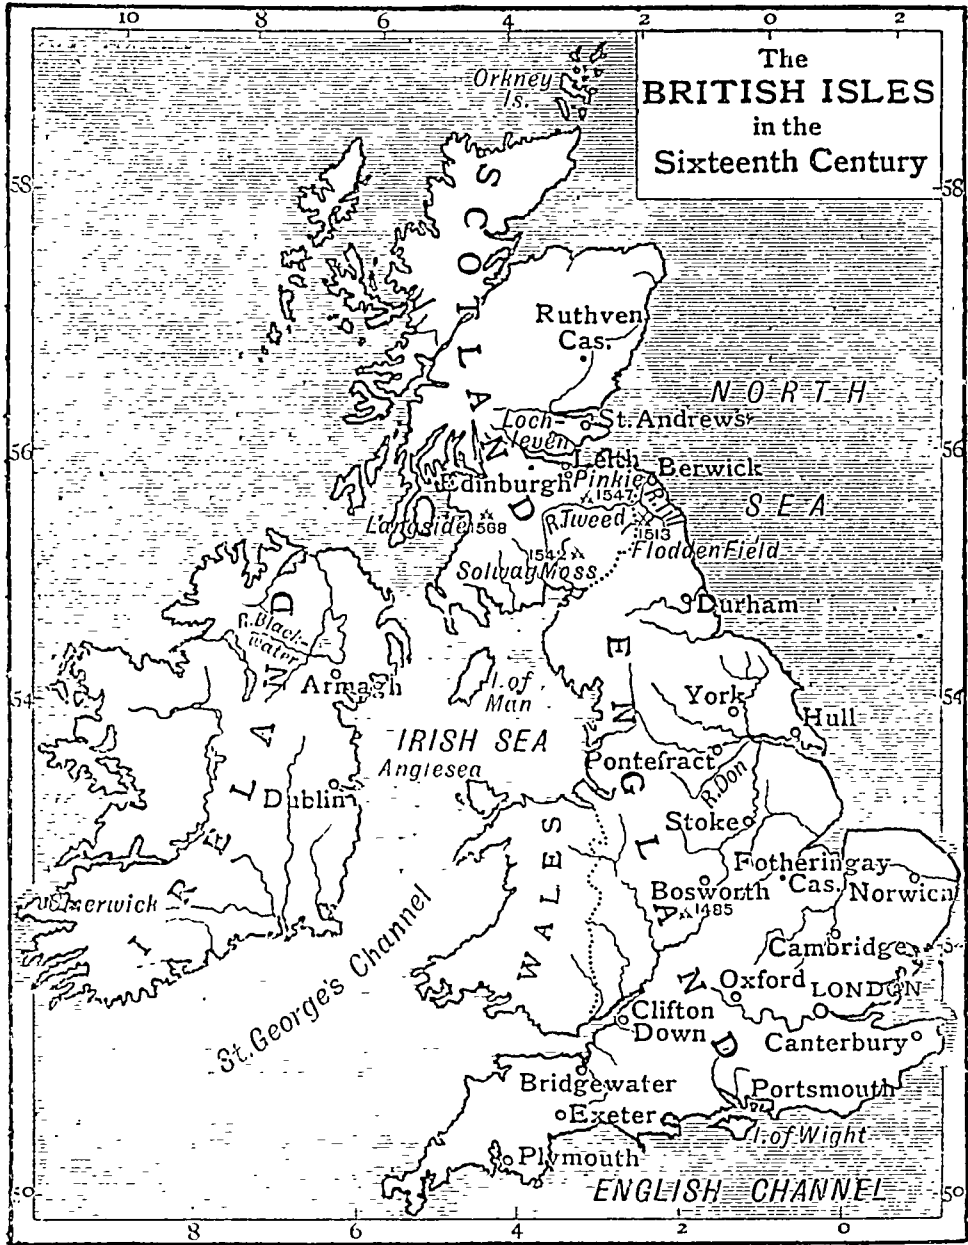 10 8 6 4 2 0 2
The
BRITISH ISLES
in the
Sixteenth Century
Orkney
Is.
58
58
SCOTLAND
Ruthven
Cas.
NORTH
SEA
Loch-
leven
St. Andrews
56
56
Leith
Edinburgh
Pinkie
1547
Berwick
R. Till
Langside 1568
R. Tweed
1513
Flodden Field
1542
Solway Moss
Durham
R. Black-
water
Armagh
I. of
Man
York
Hull
54
54
IRISH SEA
Anglesea
Pontefract
R. Don
Dublin
Stoke
IRELAND
ENGLAND
WALES
Fotheringay
Cas.
Bosworth
1485
Norwich
Smerwick
Cambridge
St. George's Channel
Oxford
LONDON
Clifton
Down
Canterbury
Bridgewater
Portsmouth
Exeter
I. of Wight
Plymouth
ENGLISH CHANNEL
50
50
8 6 4 2 0